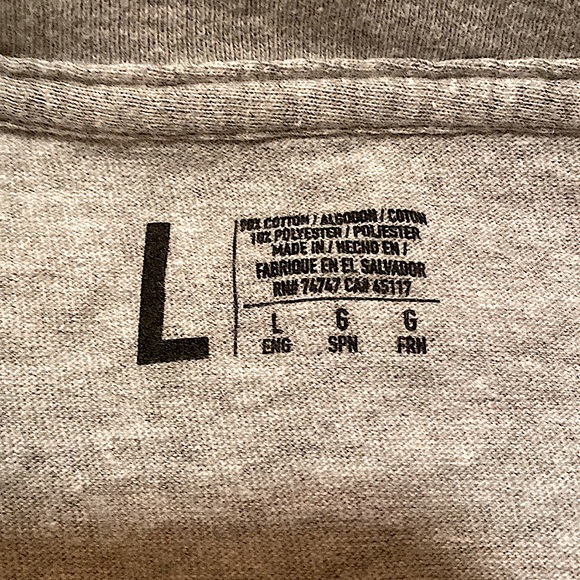 L
90% COTTON / ALGODON / COTON
10% POLYESTER / POLIESTER
MADE IN / HECHO EN /
FABRIQUE EN EL SALVADOR
RN# 74747 CA# 45117
L G G
ENG SPN FRN